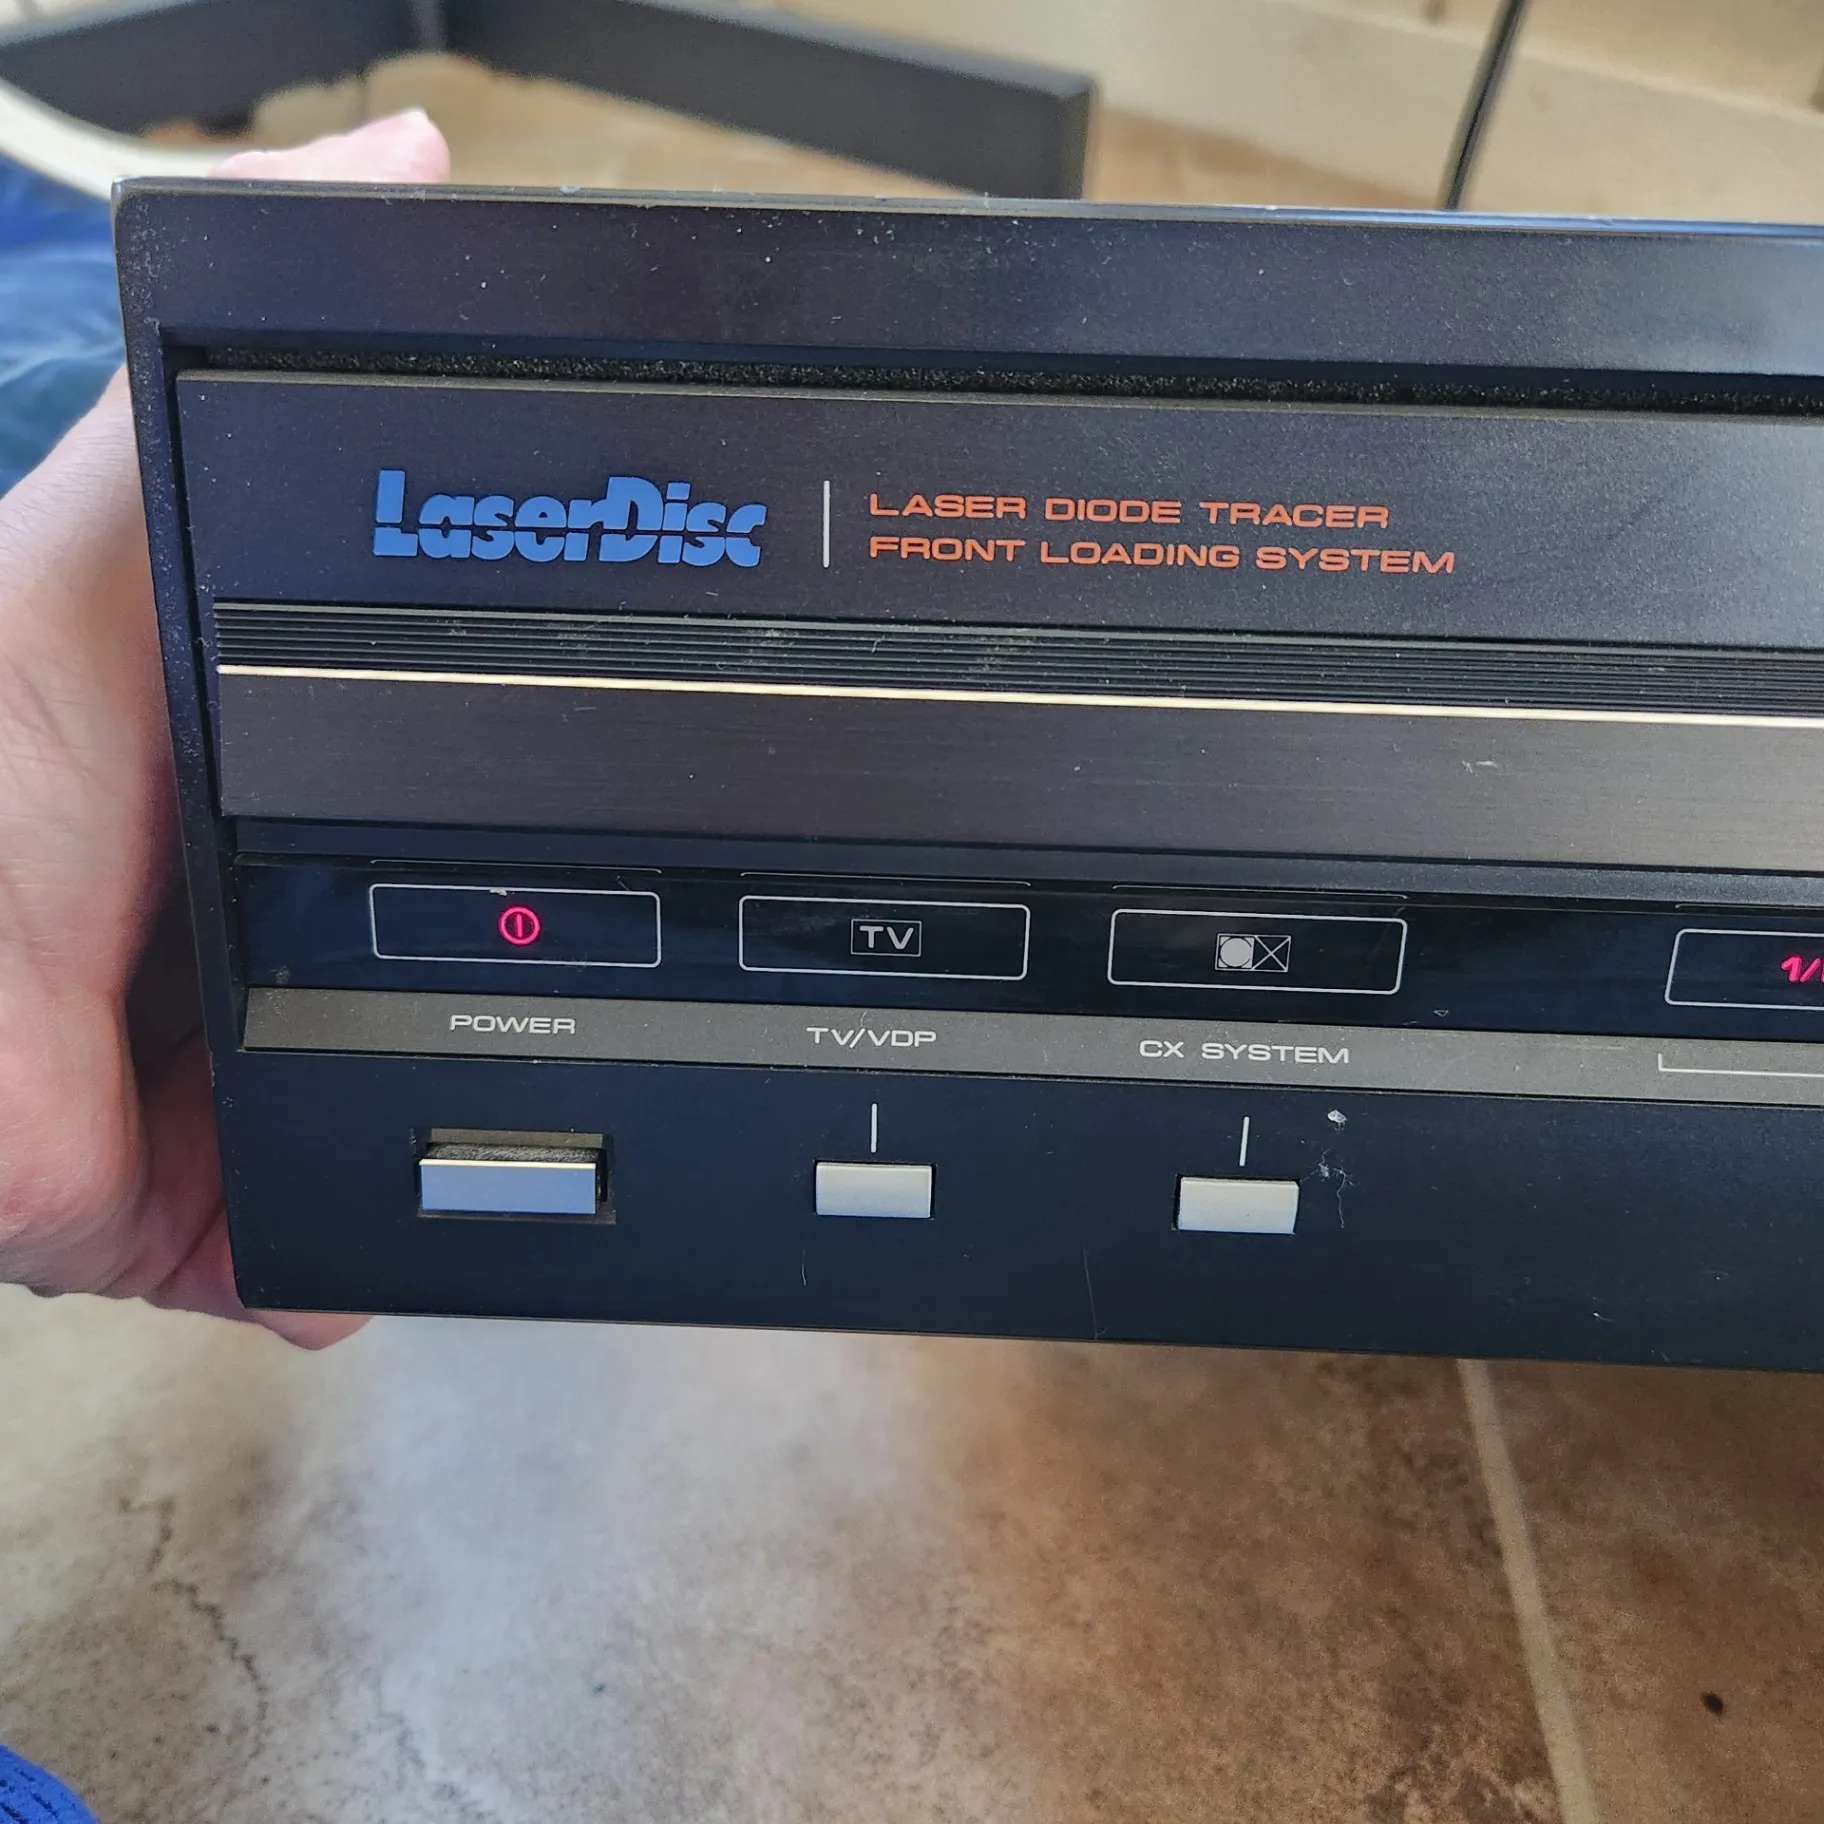 LaserDisc
LASER DIODE TRACER
FRONT LOADING SYSTEM
TV
POWER
TV/VDP
CX SYSTEM